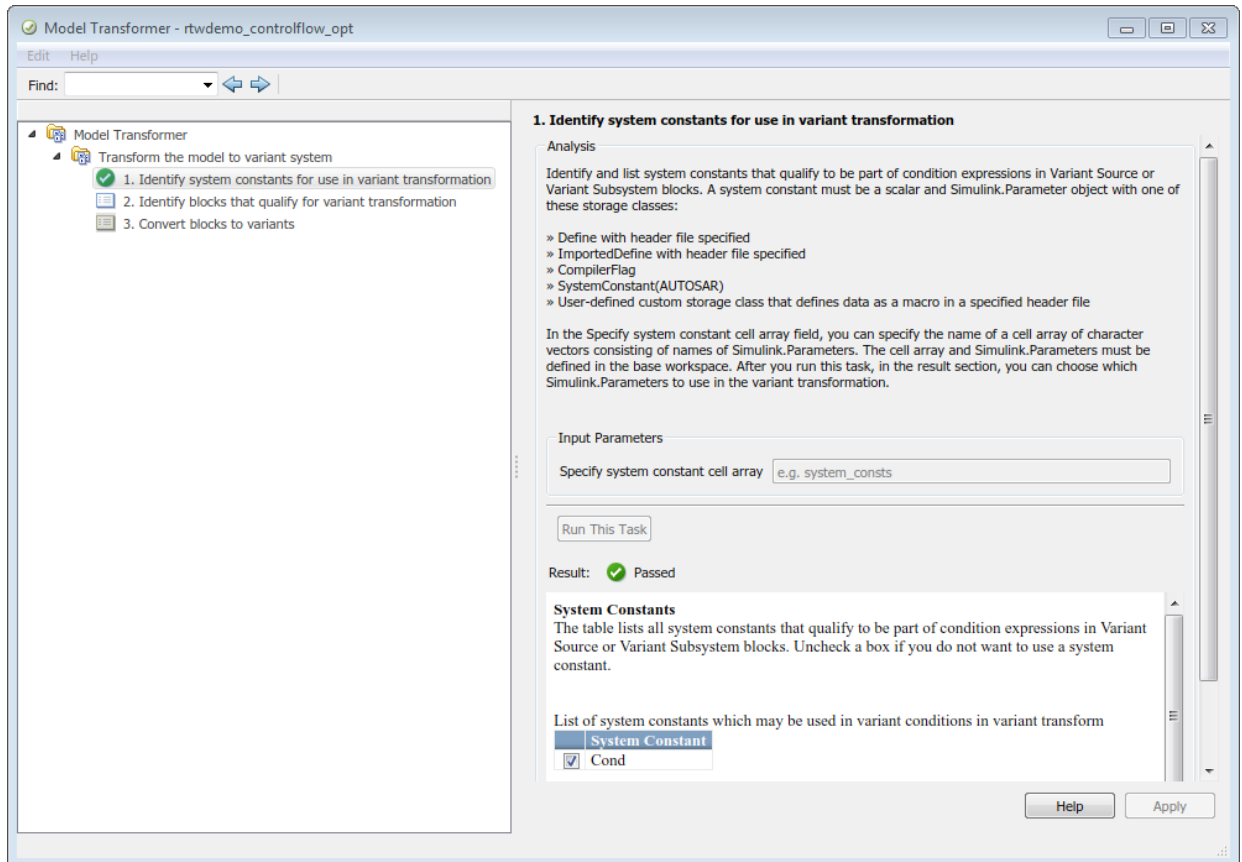 Model Transformer - rtwdemo_controlflow_opt
Edit Help
Find:
Model Transformer
Transform the model to variant system
1. Identify system constants for use in variant transformation
2. Identify blocks that qualify for variant transformation
3. Convert blocks to variants
1. Identify system constants for use in variant transformation
Analysis
Identify and list system constants that qualify to be part of condition expressions in Variant Source or
Variant Subsystem blocks. A system constant must be a scalar and Simulink.Parameter object with one of
these storage classes:
» Define with header file specified
» ImportedDefine with header file specified
» CompilerFlag
» SystemConstant(AUTOSAR)
» User-defined custom storage class that defines data as a macro in a specified header file
In the Specify system constant cell array field, you can specify the name of a cell array of character
vectors consisting of names of Simulink.Parameters. The cell array and Simulink.Parameters must be
defined in the base workspace. After you run this task, in the result section, you can choose which
Simulink.Parameters to use in the variant transformation.
Input Parameters
Specify system constant cell array e.g. system_consts
Run This Task
Result: Passed
System Constants
The table lists all system constants that qualify to be part of condition expressions in Variant
Source or Variant Subsystem blocks. Uncheck a box if you do not want to use a system
constant.
List of system constants which may be used in variant conditions in variant transform
System Constant
Cond
Help Apply